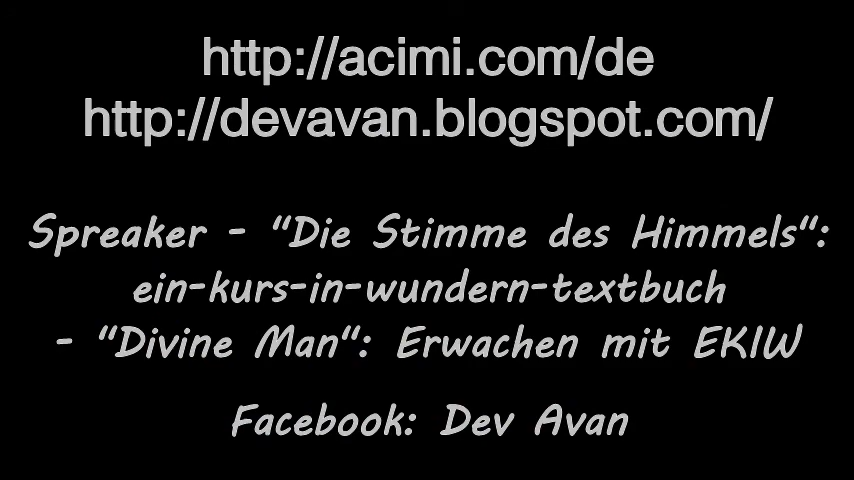 http://acimi.com/de
http://devavan.blogspot.com/
Spreaker - "Die Stimme des Himmels":
ein-kurs-in-wundern-textbuch
- "Divine Man": Erwachen mit EKIW
Facebook: Dev Avan